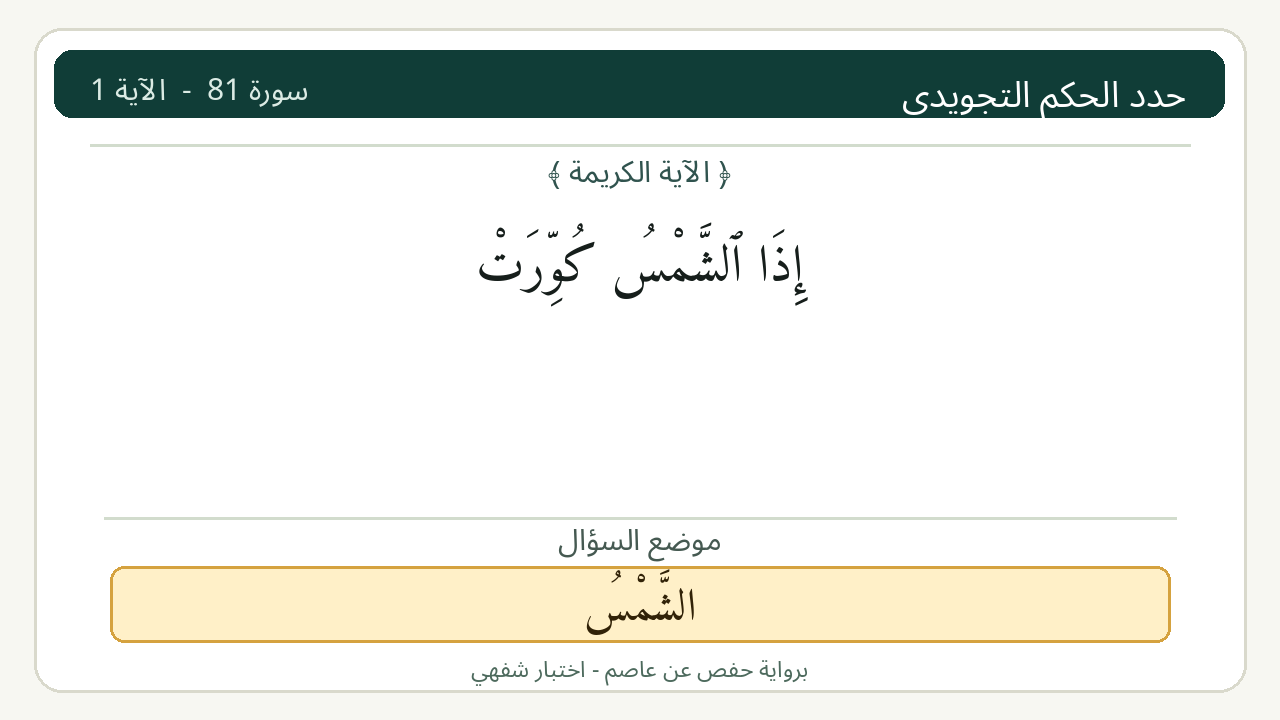 حدد الحكم التجويدى
سورة 81 - الآية 1
﴿ الآية الكريمة ﴾
إِذَا ٱلشَّمْسُ كُوِّرَتْ
موضع السؤال
الشَّمْسُ
برواية حفص عن عاصم - اختبار شفهي